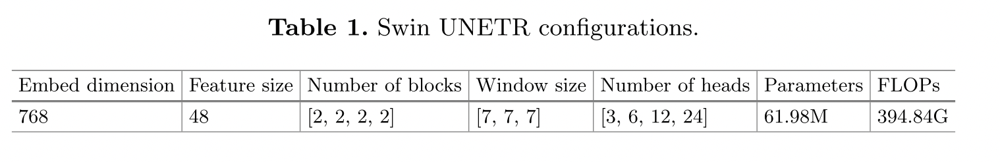 Table 1. Swin UNETR configurations.
Embed dimension Feature size Number of blocks Window size Number of heads Parameters FLOPs
768 48 [2, 2, 2, 2] [7, 7, 7] [3, 6, 12, 24] 61.98M 394.84G